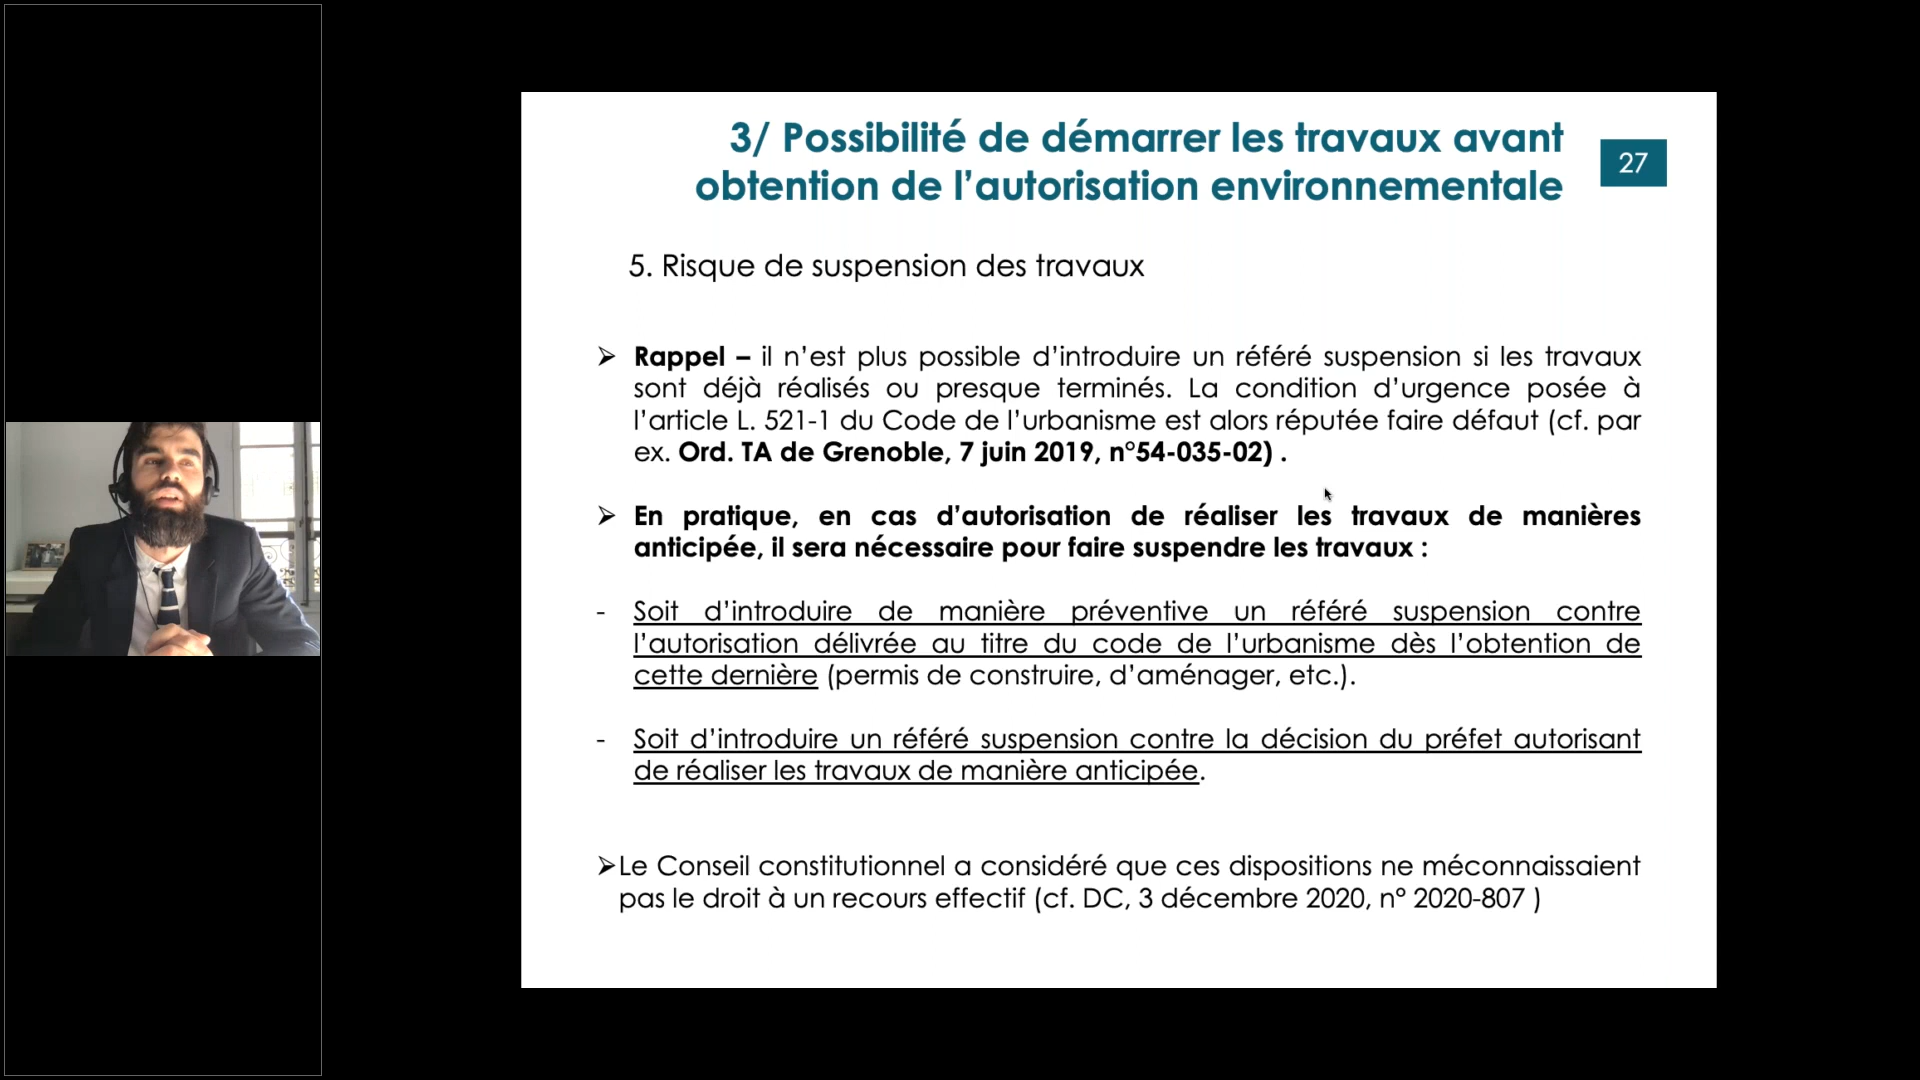 3/ Possibilité de démarrer les travaux avant
obtention de l’autorisation environnementale
27
5. Risque de suspension des travaux
➢ Rappel – il n’est plus possible d’introduire un référé suspension si les travaux
sont déjà réalisés ou presque terminés. La condition d’urgence posée à
l’article L. 521-1 du Code de l’urbanisme est alors réputée faire défaut (cf. par
ex. Ord. TA de Grenoble, 7 juin 2019, n°54-035-02) .
➢ En pratique, en cas d’autorisation de réaliser les travaux de manières
anticipée, il sera nécessaire pour faire suspendre les travaux :
- Soit d’introduire de manière préventive un référé suspension contre
l’autorisation délivrée au titre du code de l’urbanisme dès l’obtention de
cette dernière (permis de construire, d’aménager, etc.).
- Soit d’introduire un référé suspension contre la décision du préfet autorisant
de réaliser les travaux de manière anticipée.
➢Le Conseil constitutionnel a considéré que ces dispositions ne méconnaissaient
pas le droit à un recours effectif (cf. DC, 3 décembre 2020, n° 2020-807 )